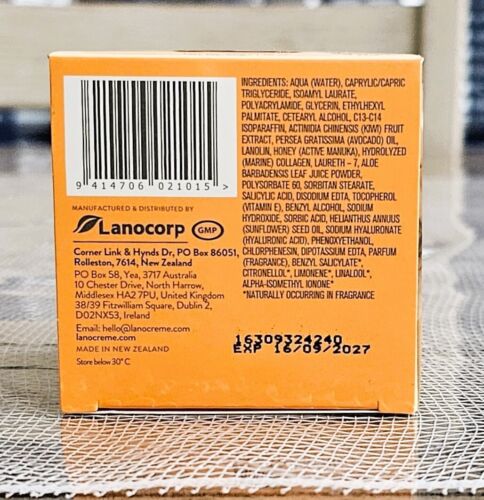 9 414706 021015 >
MANUFACTURED & DISTRIBUTED BY
Lanocorp GMP
Corner Link & Hynds Dr, PO Box 86051,
Rolleston, 7614, New Zealand
PO Box 58, Yea, 3717 Australia
10 Chester Drive, North Harrow,
Middlesex HA2 7PU, United Kingdom
38/39 Fitzwilliam Square, Dublin 2,
D02NX53, Ireland
Email: hello@lanocreme.com
lanocreme.com
MADE IN NEW ZEALAND
Store below 30° C
INGREDIENTS: AQUA (WATER), CAPRYLIC/CAPRIC
TRIGLYCERIDE, ISOAMYL LAURATE,
POLYACRYLAMIDE, GLYCERIN, ETHYLHEXYL
PALMITATE, CETEARYL ALCOHOL, C13-C14
ISOPARAFFIN, ACTINIDIA CHINENSIS (KIWI) FRUIT
EXTRACT, PERSEA GRATISSIMA (AVOCADO) OIL,
LANOLIN, HONEY (ACTIVE MANUKA), HYDROLYZED
(MARINE) COLLAGEN, LAURETH - 7, ALOE
BARBADENSIS LEAF JUICE POWDER,
POLYSORBATE 60, SORBITAN STEARATE,
SALICYLIC ACID, DISODIUM EDTA, TOCOPHEROL
(VITAMIN E), BENZYL ALCOHOL, SODIUM
HYDROXIDE, SORBIC ACID, HELIANTHUS ANNUUS
(SUNFLOWER) SEED OIL, SODIUM HYALURONATE
(HYALURONIC ACID), PHENOXYETHANOL,
CHLORPHENESIN, DIPOTASSIUM EDTA, PARFUM
(FRAGRANCE), BENZYL SALICYLATE*,
CITRONELLOL*, LIMONENE*, LINALOOL*,
ALPHA-ISOMETHYL IONONE*
*NATURALLY OCCURRING IN FRAGRANCE
16309324240
EXP 16/09/2027